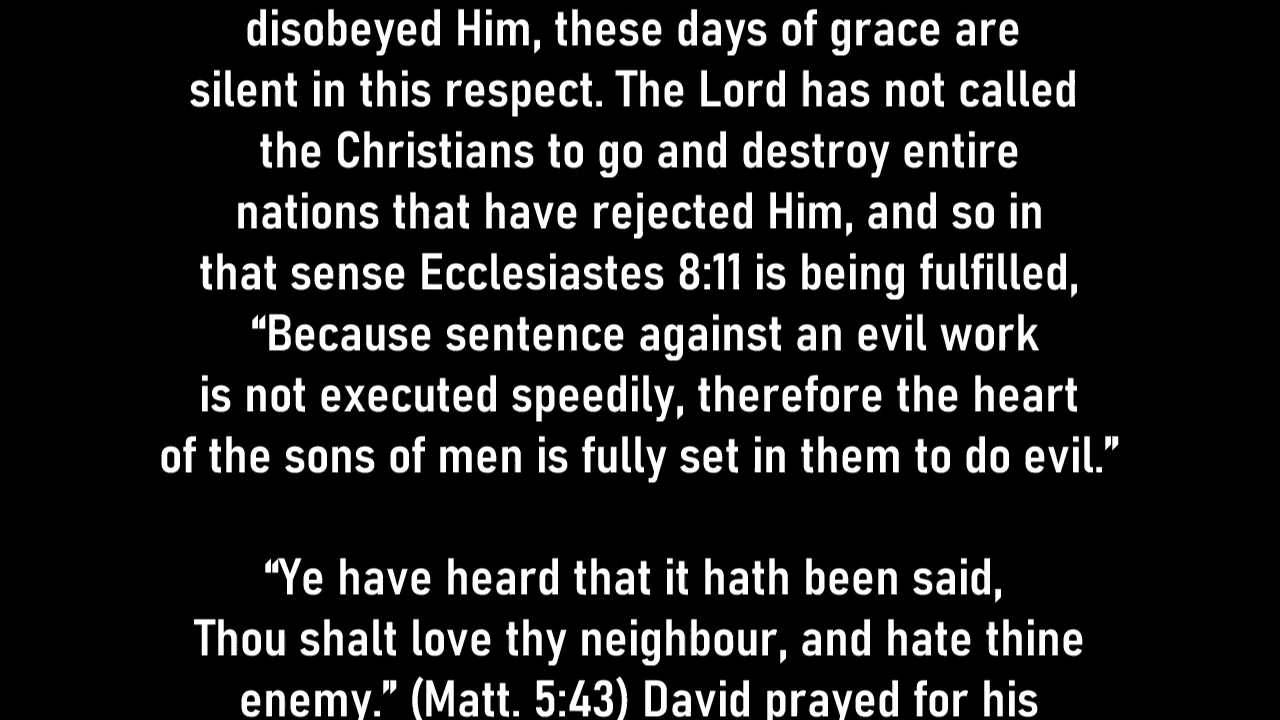 disobeyed Him, these days of grace are
silent in this respect. The Lord has not called
the Christians to go and destroy entire
nations that have rejected Him, and so in
that sense Ecclesiastes 8:11 is being fulfilled,
“Because sentence against an evil work
is not executed speedily, therefore the heart
of the sons of men is fully set in them to do evil.”
“Ye have heard that it hath been said,
Thou shalt love thy neighbour, and hate thine
enemy.” (Matt. 5:43) David prayed for his